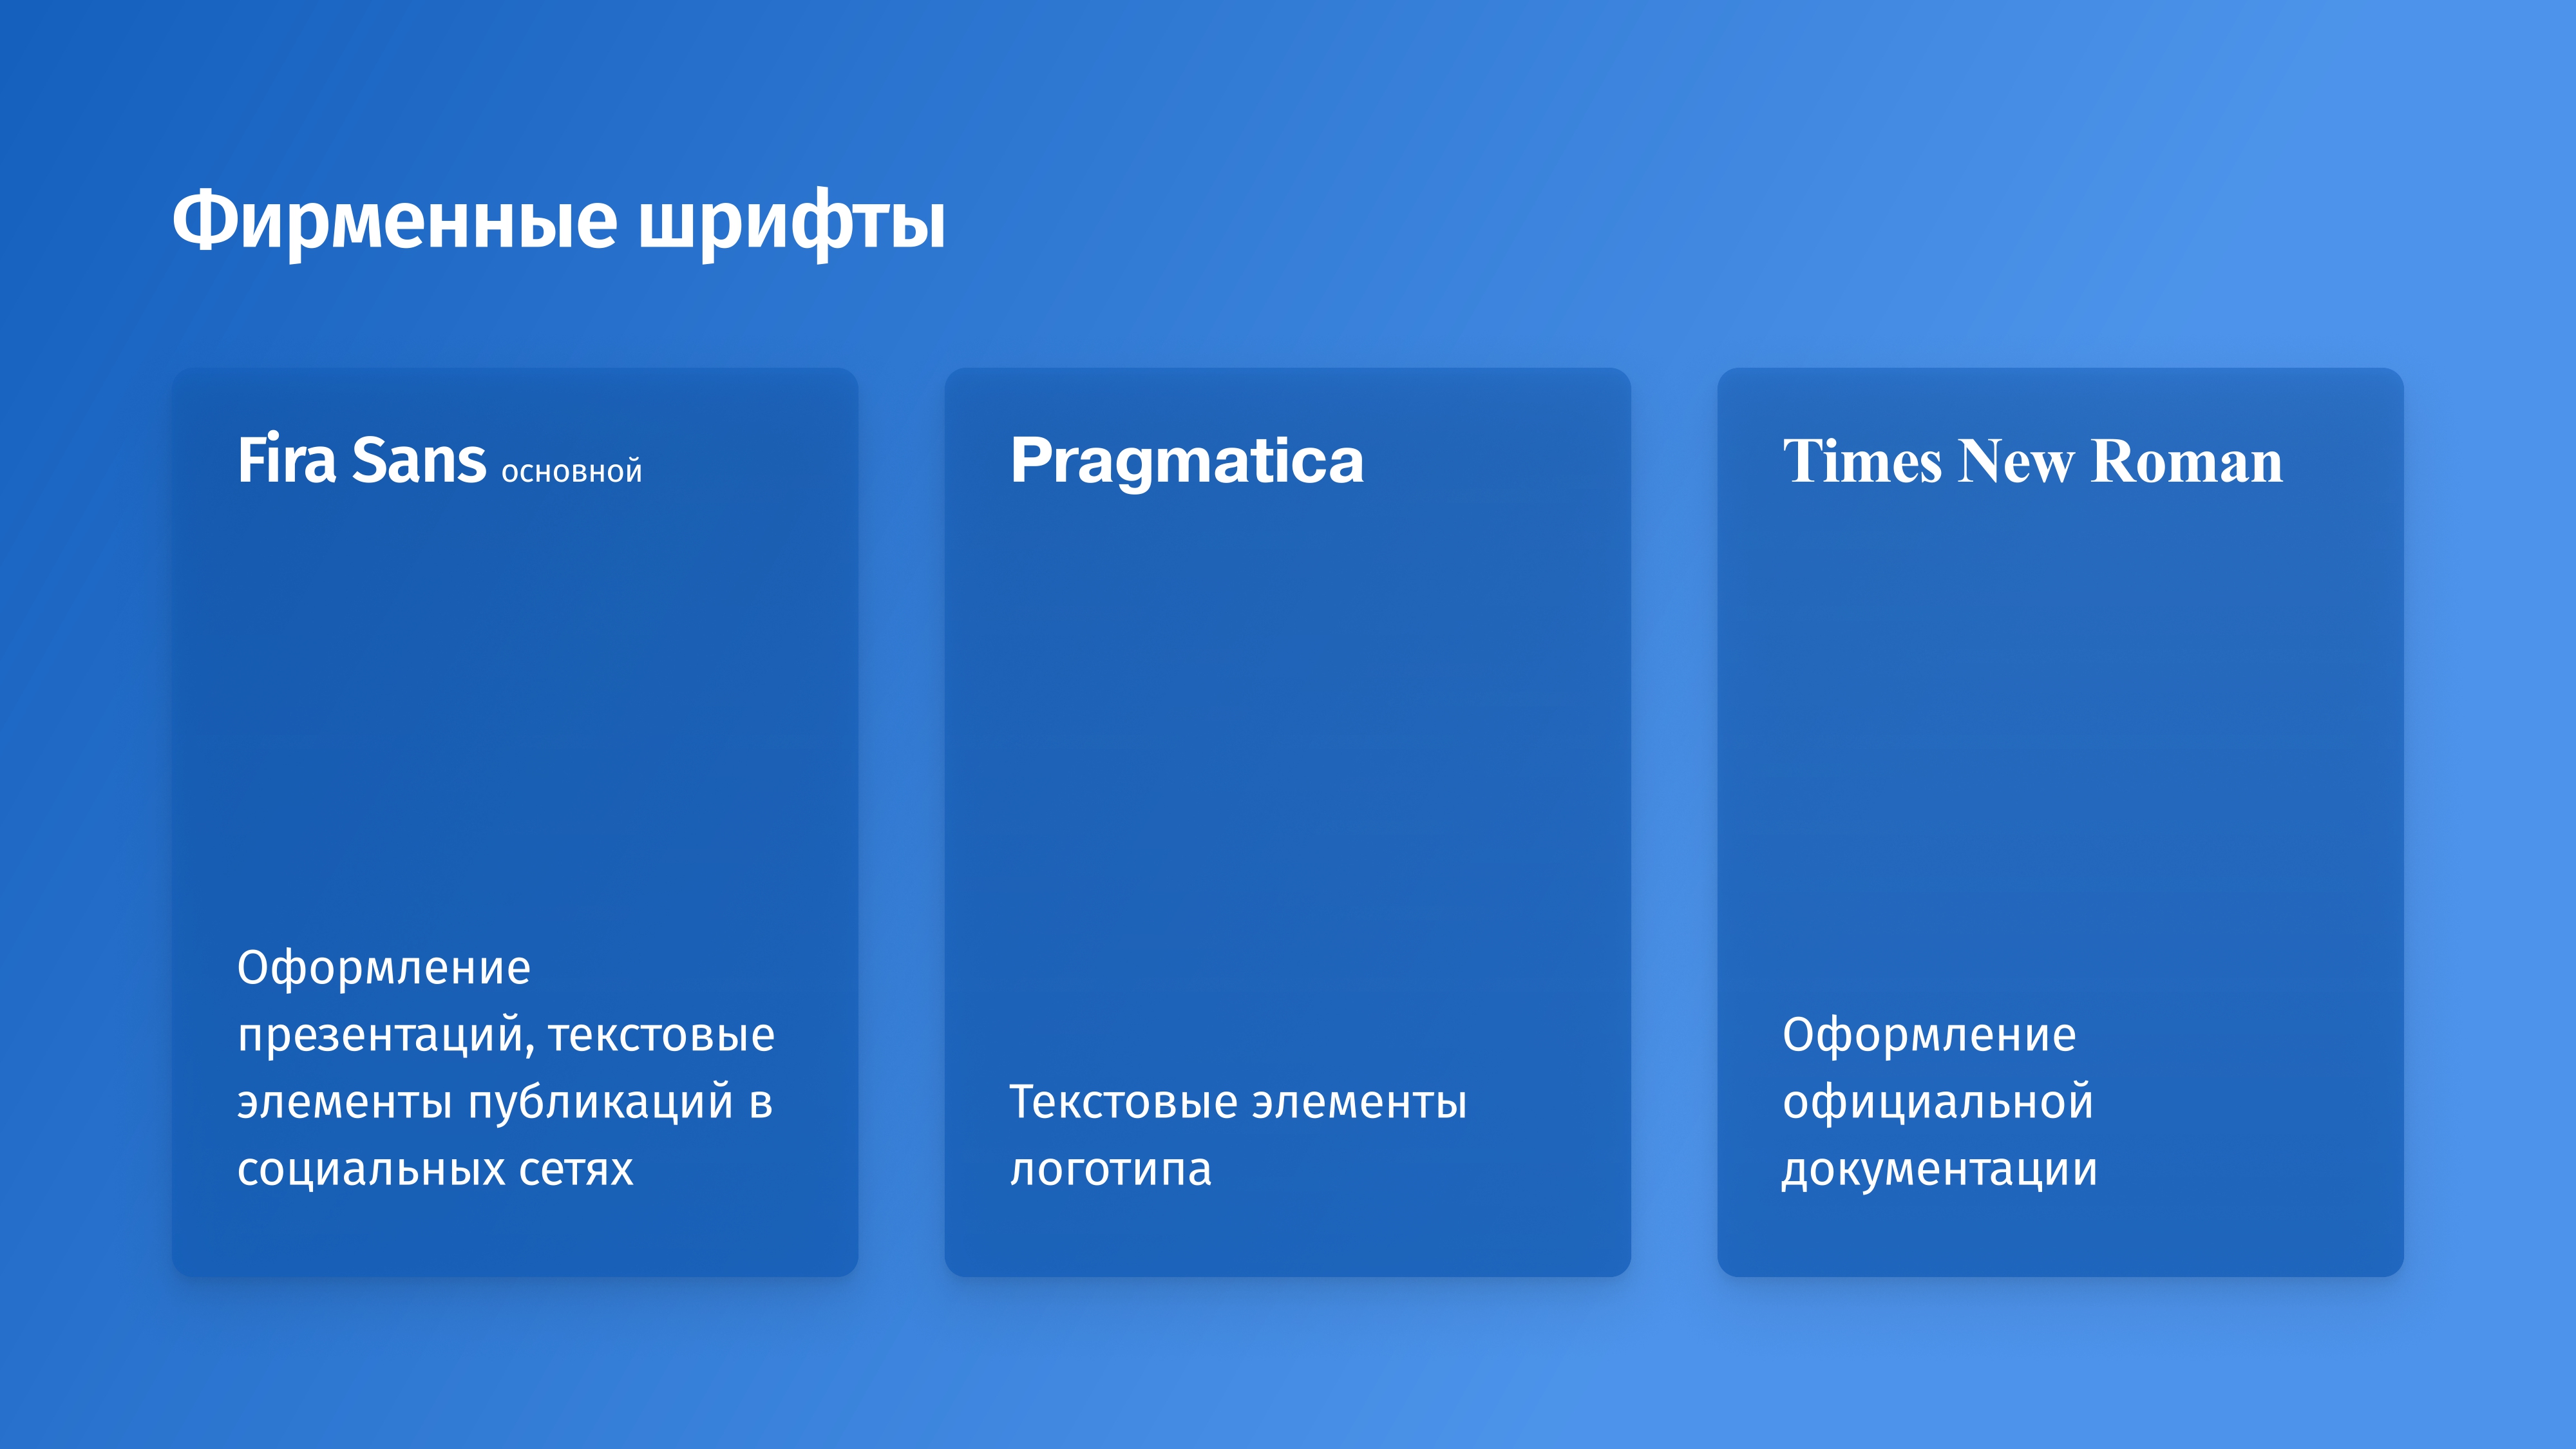 Фирменные шрифты
Fira Sans основной
Оформление
презентаций, текстовые
элементы публикаций в
социальных сетях
Pragmatica
Текстовые элементы
логотипа
Times New Roman
Оформление
официальной
документации